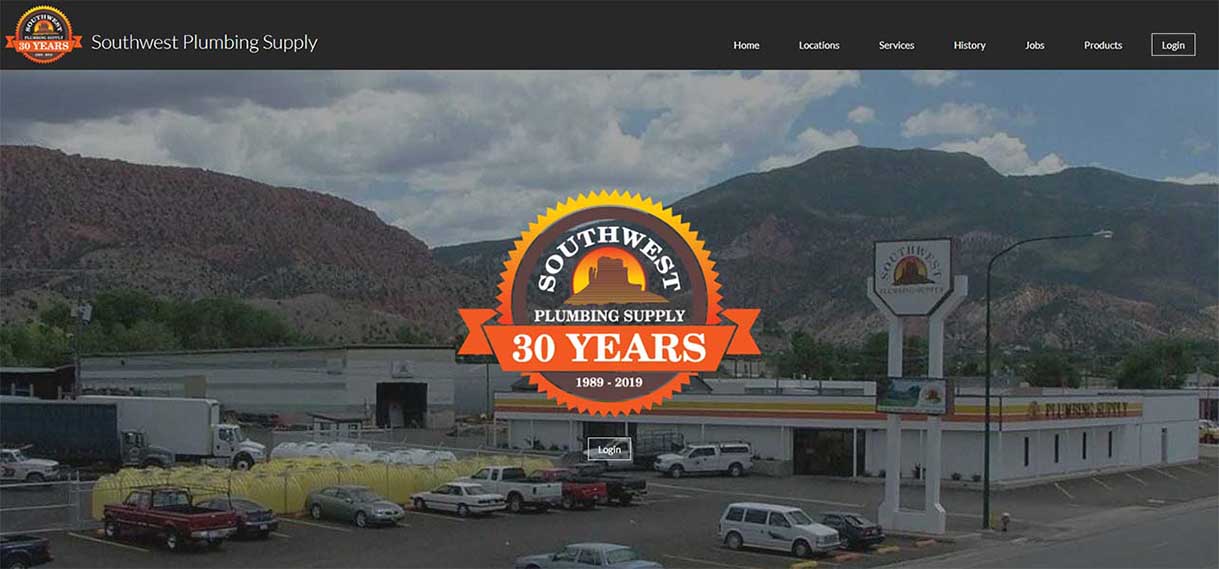 SOUTHWEST
PLUMBING SUPPLY
30 YEARS
1989 - 2019
Southwest Plumbing Supply
Home Locations Services History Jobs Products Login
SOUTHWEST
PLUMBING SUPPLY
30 YEARS
1989 - 2019
SOUTHWEST
PLUMBING SUPPLY
PLUMBING SUPPLY
Login